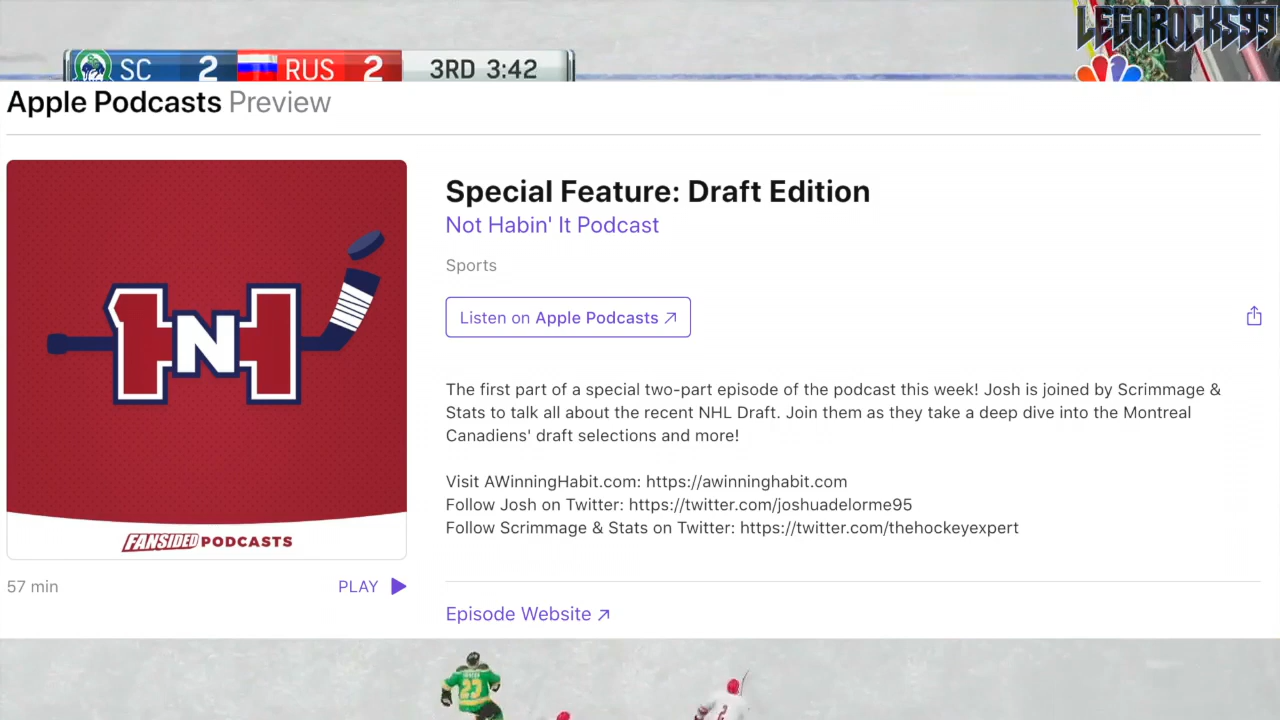 LEGOROCKS99
SC 2 RUS 2 3RD 3:42
Apple Podcasts Preview
Special Feature: Draft Edition
Not Habin' It Podcast
Sports
Listen on Apple Podcasts ↗
The first part of a special two-part episode of the podcast this week! Josh is joined by Scrimmage &
Stats to talk all about the recent NHL Draft. Join them as they take a deep dive into the Montreal
Canadiens' draft selections and more!
Visit AWinningHabit.com: https://awinninghabit.com
Follow Josh on Twitter: https://twitter.com/joshuadelorme95
Follow Scrimmage & Stats on Twitter: https://twitter.com/thehockeyexpert
N
FANSIDED PODCASTS
57 min
PLAY
Episode Website ↗
23
2